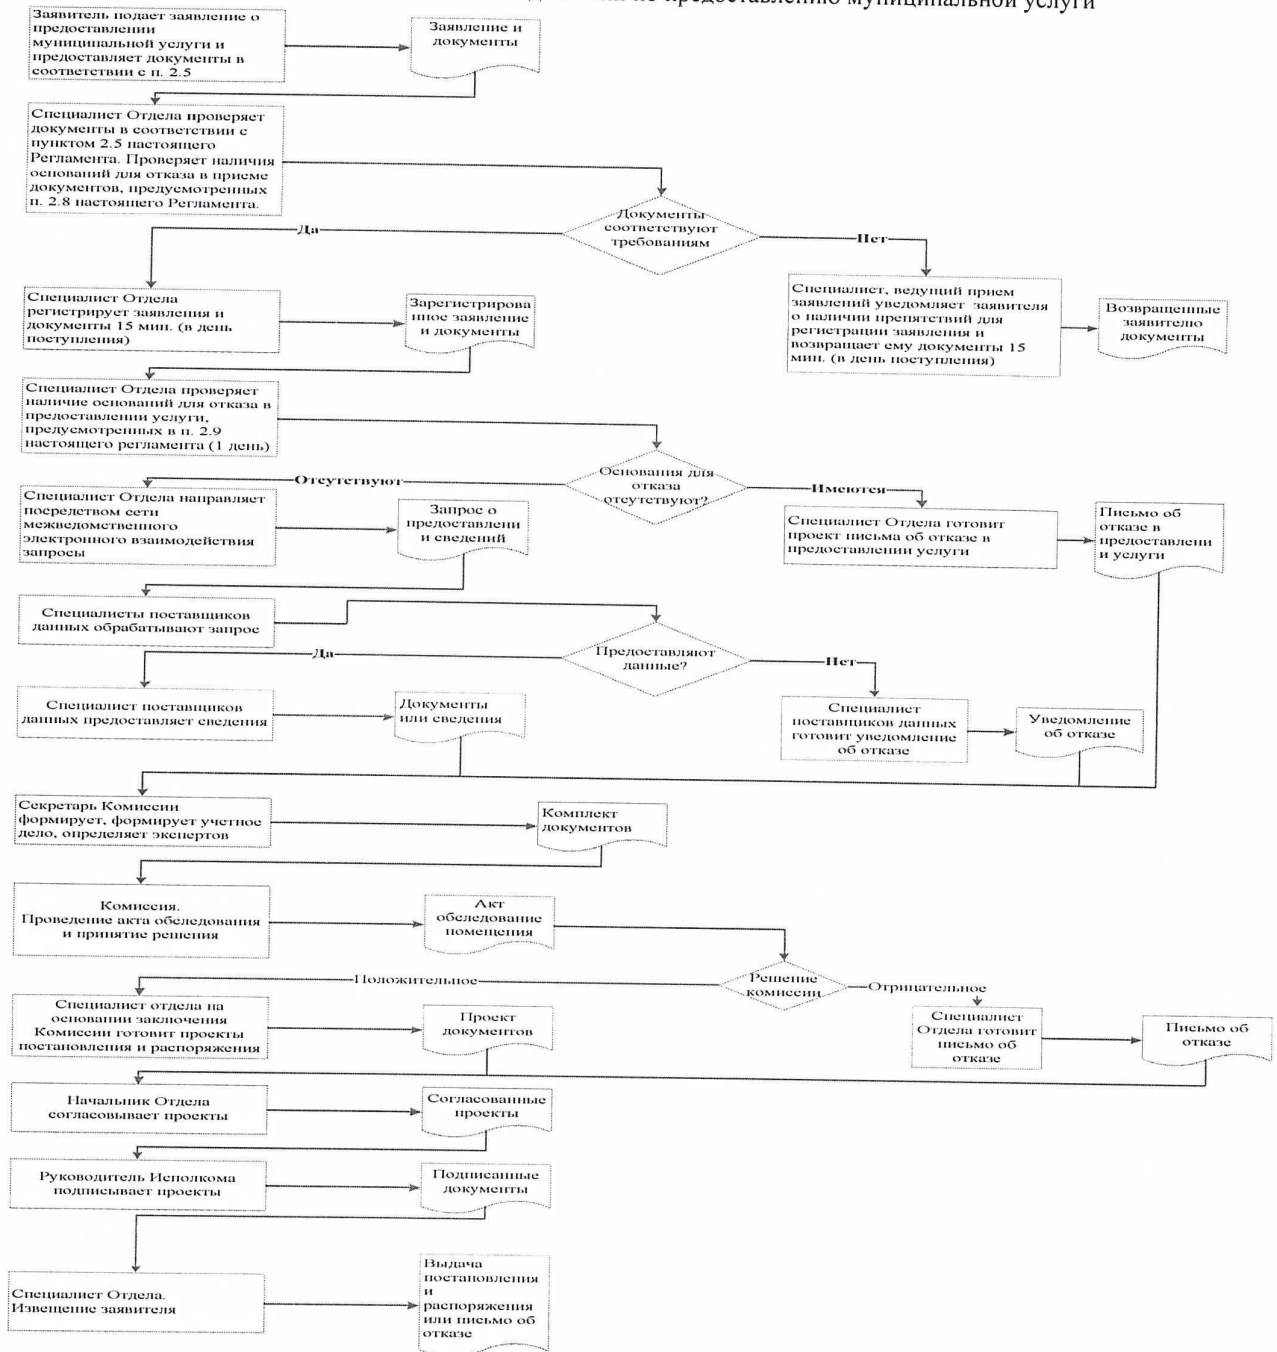 по предоставлению муниципальной услуги
Заявитель подает заявление о
предоставлении
муниципальной услуги и
предоставляет документы в
соответствии с п. 2.5
Заявление и
документы
Специалист Отдела проверяет
документы в соответствии с
пунктом 2.5 настоящего
Регламента. Проверяет наличия
оснований для отказа в приеме
документов, предусмотренных
п. 2.8 настоящего Регламента.
Документы
соответствуют
требованиям
Да
Нет
Специалист Отдела
регистрирует заявления и
документы 15 мин. (в день
поступления)
Зарегистрирова
нное заявление
и документы
Специалист, ведущий прием
заявлений уведомляет заявителя
о наличии препятствий для
регистрации заявления и
возвращает ему документы 15
мин. (в день поступления)
Возвращенные
заявителю
документы
Специалист Отдела проверяет
наличие оснований для отказа в
предоставлении услуги,
предусмотренных в п. 2.9
настоящего регламента (1 день)
Основания для
отказа
отсутствуют?
Отсутствуют
Имеются
Специалист Отдела направляет
посредством сети
межведомственного
электронного взаимодействия
запросы
Запрос о
предоставлени
и сведений
Специалист Отдела готовит
проект письма об отказе в
предоставлении услуги
Письмо об
отказе в
предоставлени
и услуги
Специалисты поставщиков
данных обрабатывают запрос
Предоставляют
данные?
Да
Нет
Специалист поставщиков
данных предоставляет сведения
Документы
или сведения
Специалист
поставщиков данных
готовит уведомление
об отказе
Уведомление
об отказе
Секретарь Комиссии
формирует, формирует учетное
дело, определяет экспертов
Комплект
документов
Комиссия.
Проведение акта обследования
и принятие решения
Акт
обследование
помещения
Решение
комиссии
Положительное
Отрицательное
Специалист отдела на
основании заключения
Комиссии готовит проекты
постановления и распоряжения
Проект
документов
Специалист
Отдела готовит
письмо об
отказе
Письмо об
отказе
Начальник Отдела
согласовывает проекты
Согласованные
проекты
Руководитель Исполкома
подписывает проекты
Подписанные
документы
Специалист Отдела.
Извещение заявителя
Выдача
постановления
и
распоряжения
или письмо об
отказе